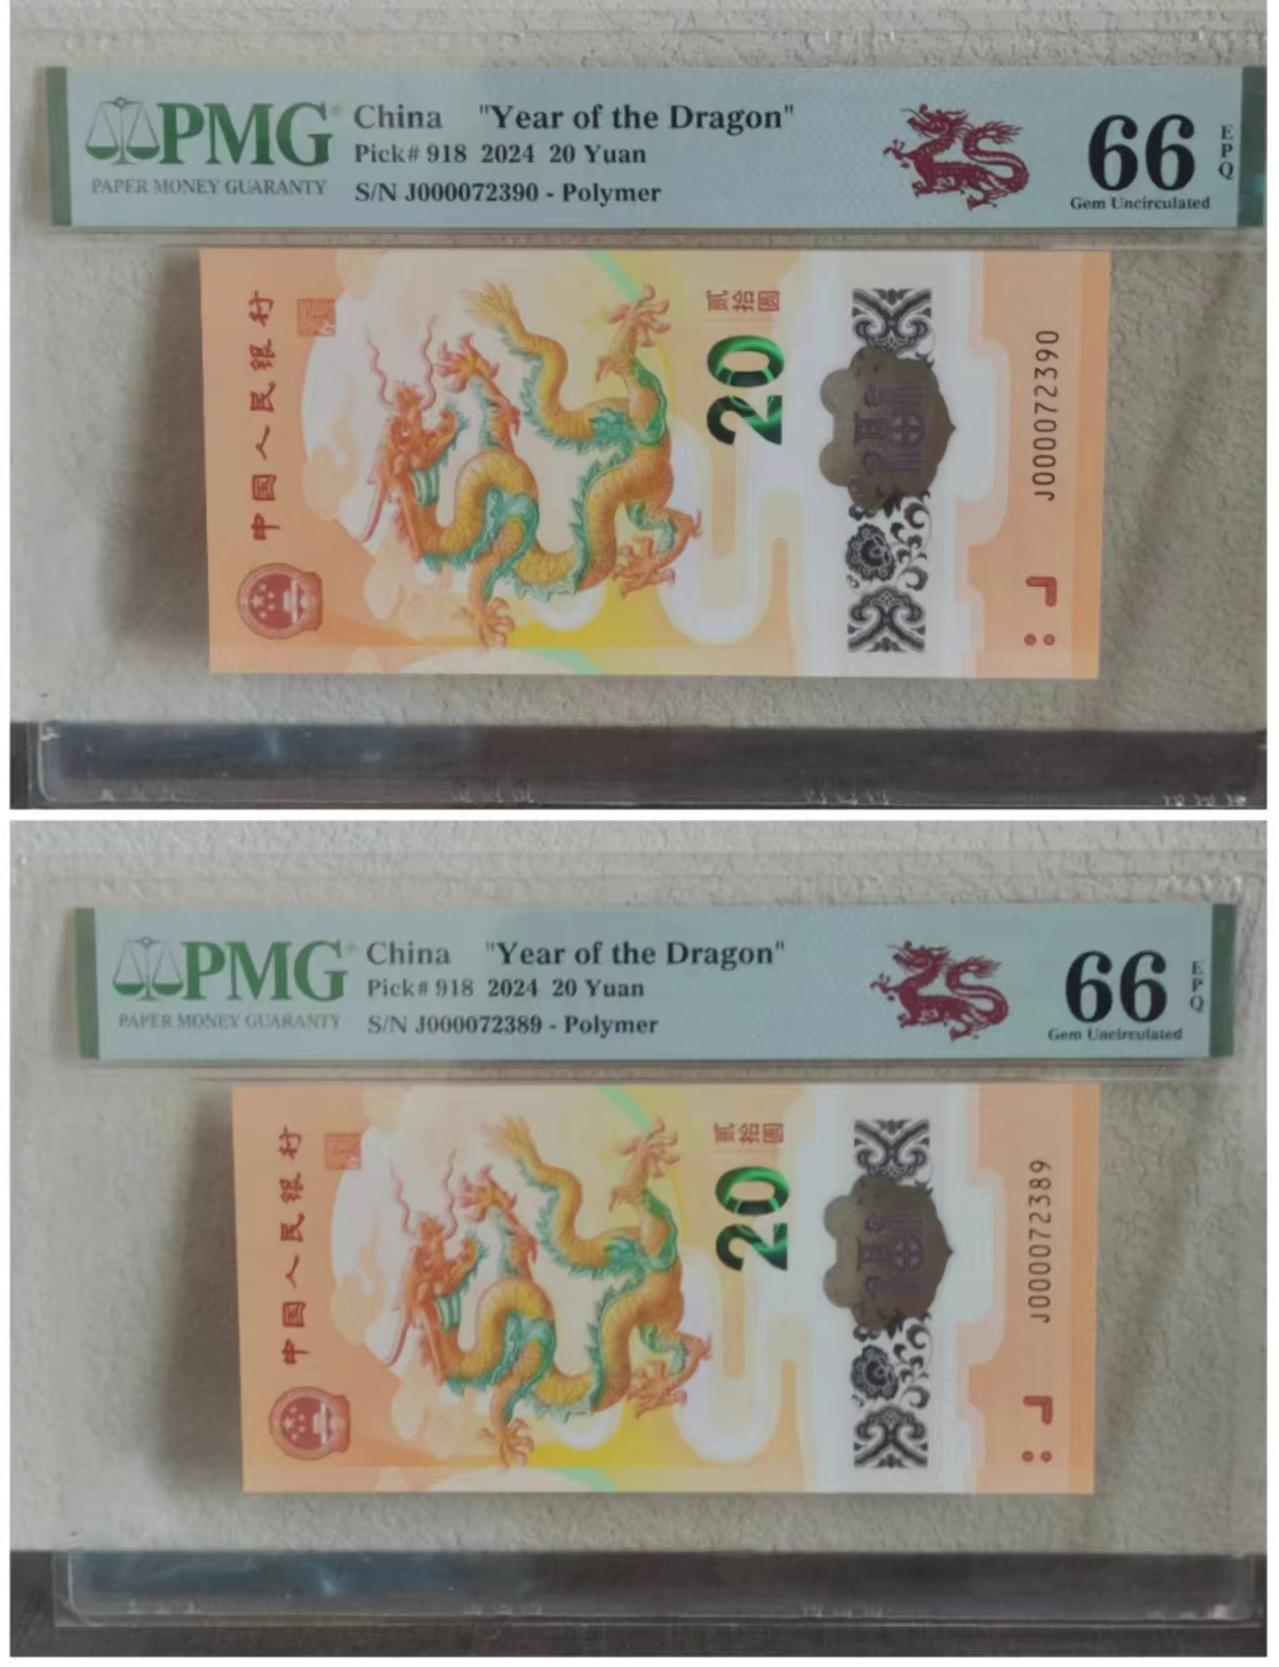 PMG
PAPER MONEY GUARANTY
China "Year of the Dragon"
Pick# 918 2024 20 Yuan
S/N J000072390 - Polymer
66
EPQ
Gem Uncirculated
中国人民银行
贰拾圆
20
J000072390
PMG
PAPER MONEY GUARANTY
China "Year of the Dragon"
Pick# 918 2024 20 Yuan
S/N J000072389 - Polymer
66
EPQ
Gem Uncirculated
中国人民银行
贰拾圆
20
J000072389